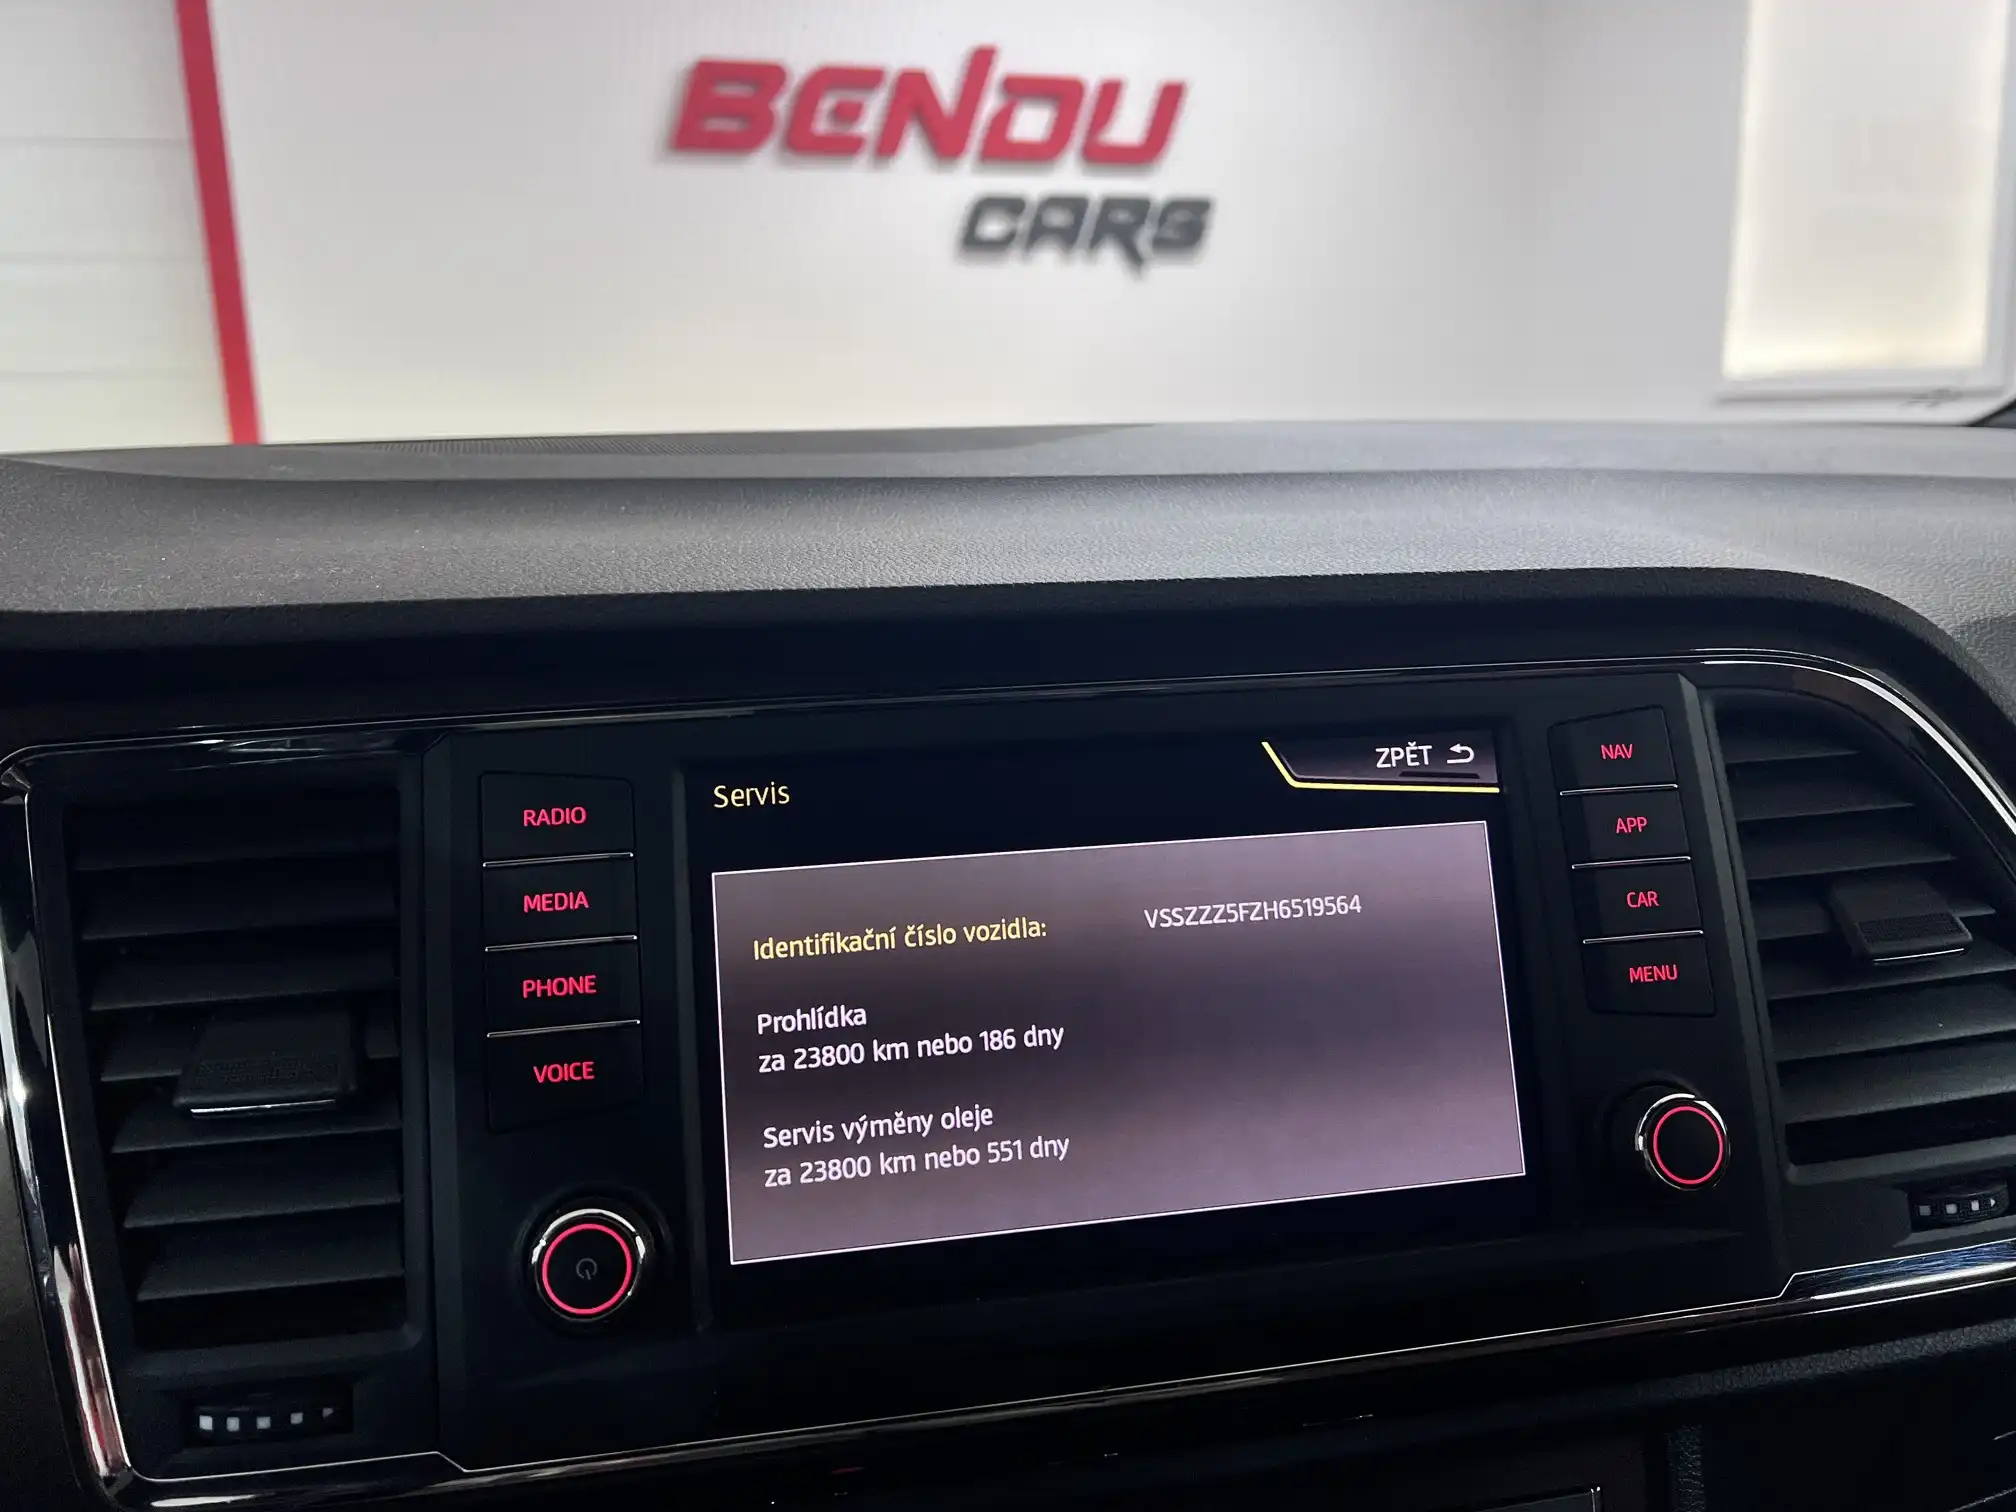 BENDU
CARS
ZPĚT
Servis
RADIO
MEDIA
PHONE
VOICE
Identifikační číslo vozidla: VSSZZZ5FZH6519564
Prohlídka
za 23800 km nebo 186 dny
Servis výměny oleje
za 23800 km nebo 551 dny
NAV
APP
CAR
MENU